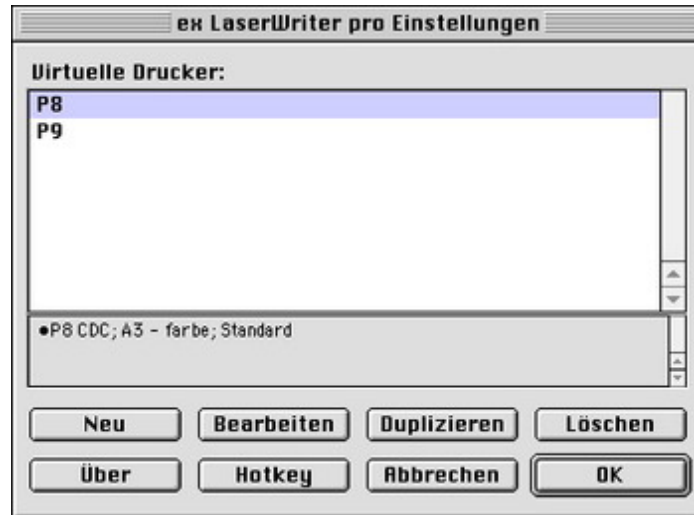 ex LaserWriter pro Einstellungen
Virtuelle Drucker:
P8
P9
●P8 CDC; A3 - farbe; Standard
Neu Bearbeiten Duplizieren Löschen
Über Hotkey Abbrechen OK